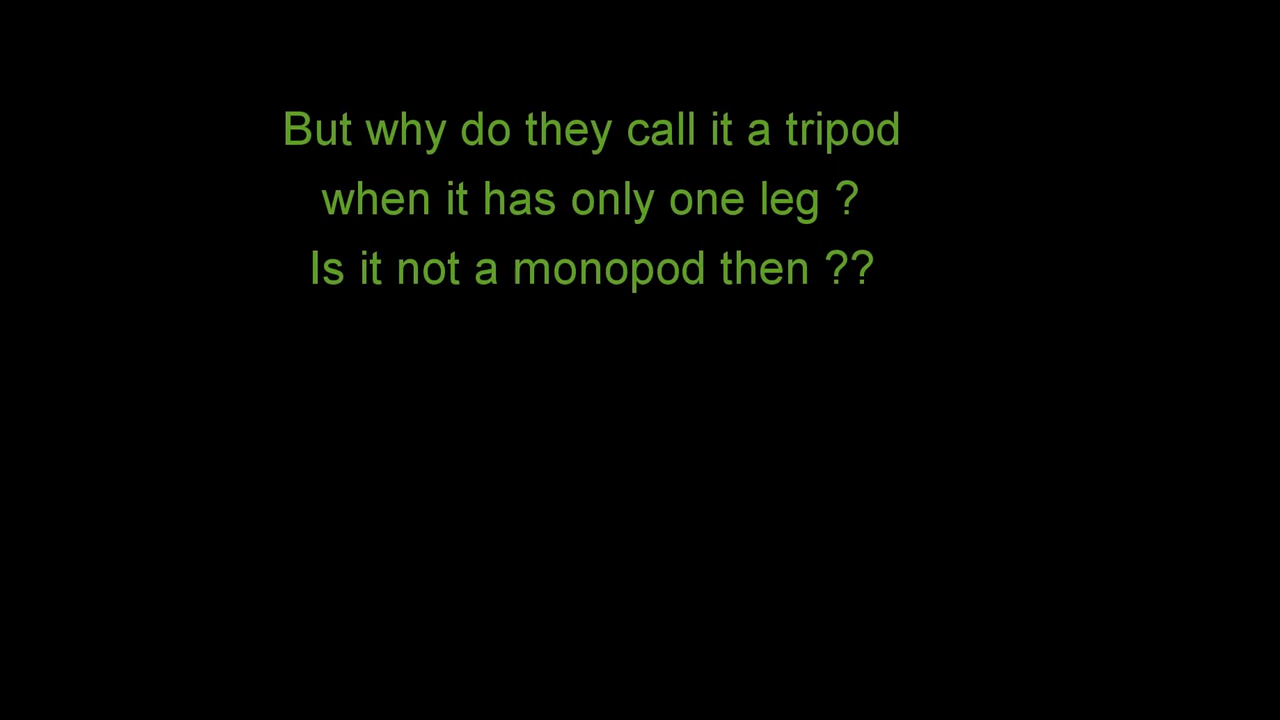 But why do they call it a tripod
when it has only one leg ?
Is it not a monopod then ??